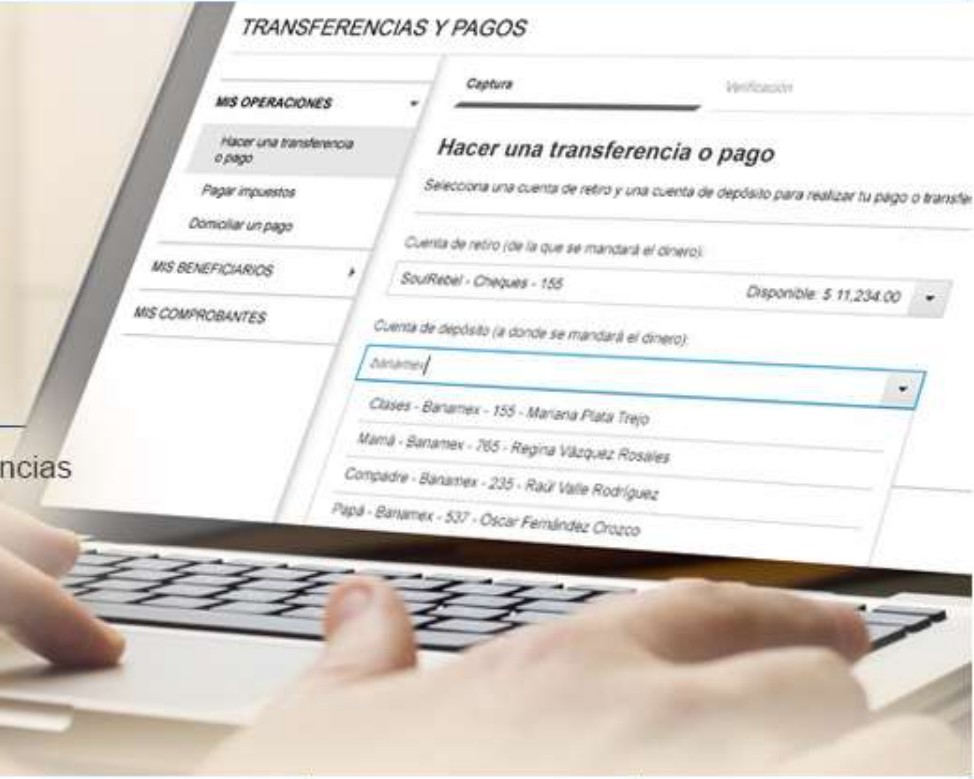 TRANSFERENCIAS Y PAGOS
MIS OPERACIONES
Hacer una transferencia
o pago
Pagar impuestos
Domiciliar un pago
MIS BENEFICIARIOS
MIS COMPROBANTES
Captura
Verificación
Hacer una transferencia o pago
Selecciona una cuenta de retiro y una cuenta de depósito para realizar tu pago o transfe
Cuenta de retiro (de la que se mandará el dinero):
SoulRebel - Cheques - 155 Disponible: $ 11,234.00
Cuenta de depósito (a donde se mandará el dinero):
banamex
Clases - Banamex - 155 - Mariana Plata Trejo
Mamá - Banamex - 765 - Regina Vázquez Rosales
Compadre - Banamex - 235 - Raúl Valle Rodríguez
Papá - Banamex - 537 - Oscar Fernández Orozco
ncias